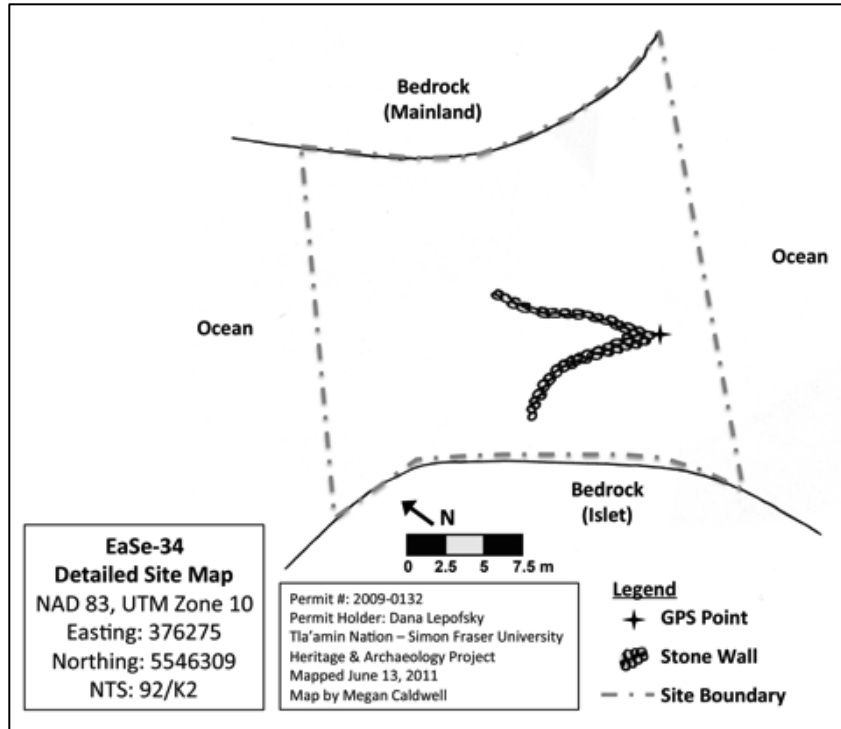 Bedrock
(Mainland)
Ocean
Ocean
Bedrock
(Islet)
N
0 2.5 5 7.5 m
EaSe-34
Detailed Site Map
NAD 83, UTM Zone 10
Easting: 376275
Northing: 5546309
NTS: 92/K2
Permit #: 2009-0132
Permit Holder: Dana Lepofsky
Tla'amin Nation – Simon Fraser University
Heritage & Archaeology Project
Mapped June 13, 2011
Map by Megan Caldwell
Legend
GPS Point
Stone Wall
Site Boundary